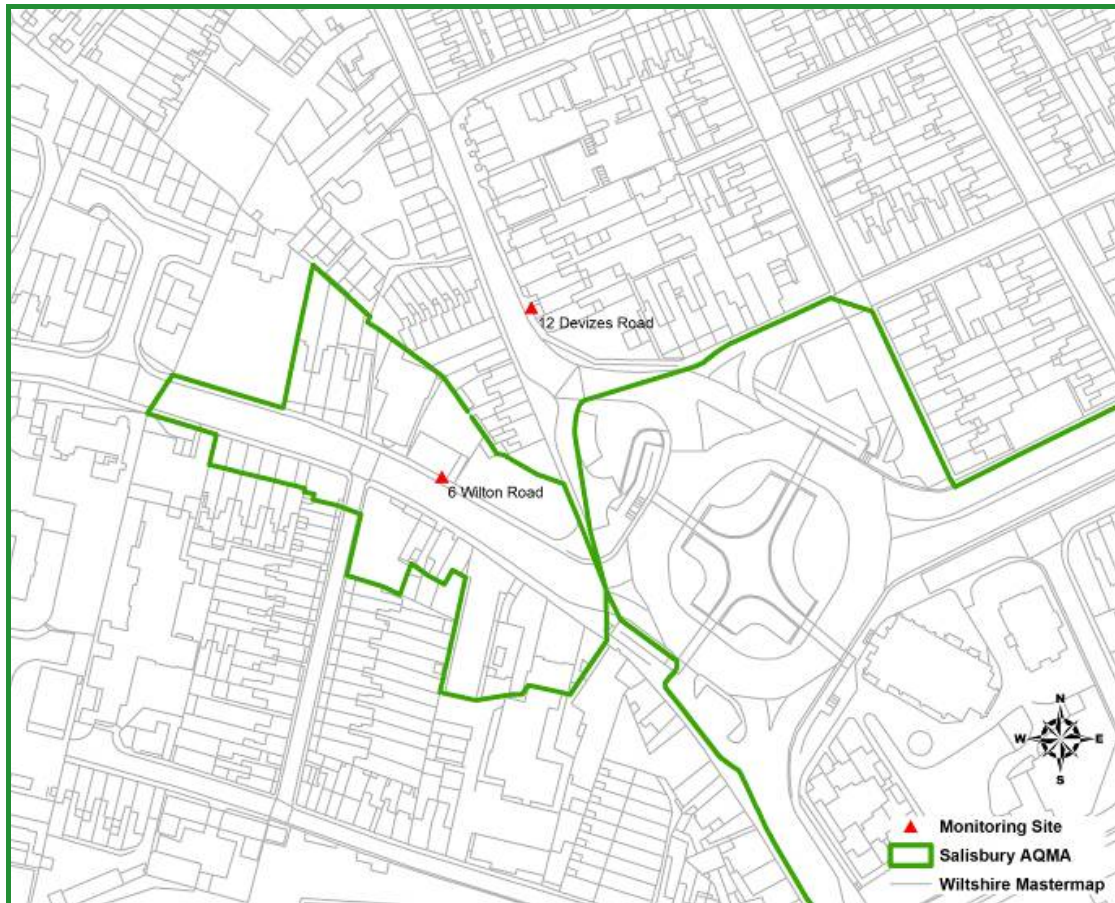 12 Devizes Road
6 Wilton Road
N
W E
S
Monitoring Site
Salisbury AQMA
Wiltshire Mastermap